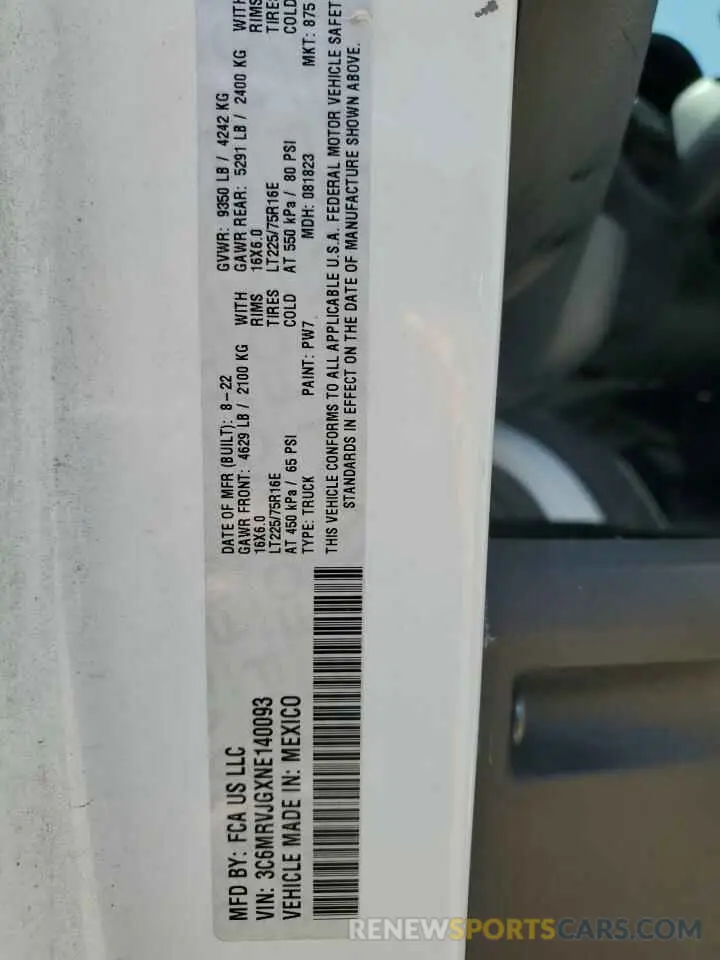 MFD BY: FCA US LLC
VIN: 3C6MRVJGXNE140093
VEHICLE MADE IN: MEXICO
DATE OF MFR (BUILT): 8-22 GVWR: 9350 LB / 4242 KG
GAWR FRONT: 4629 LB / 2100 KG WITH GAWR REAR: 5291 LB / 2400 KG WITH
16X6.0 RIMS 16X6.0 RIMS
LT225/75R16E TIRES LT225/75R16E TIRES
AT 450 kPa / 65 PSI COLD AT 550 kPa / 80 PSI COLD
TYPE: TRUCK PAINT: PW7 MDH: 081823 MKT: 875
THIS VEHICLE CONFORMS TO ALL APPLICABLE U.S.A. FEDERAL MOTOR VEHICLE SAFET
STANDARDS IN EFFECT ON THE DATE OF MANUFACTURE SHOWN ABOVE.
RENEWSPORTSCARS.COM